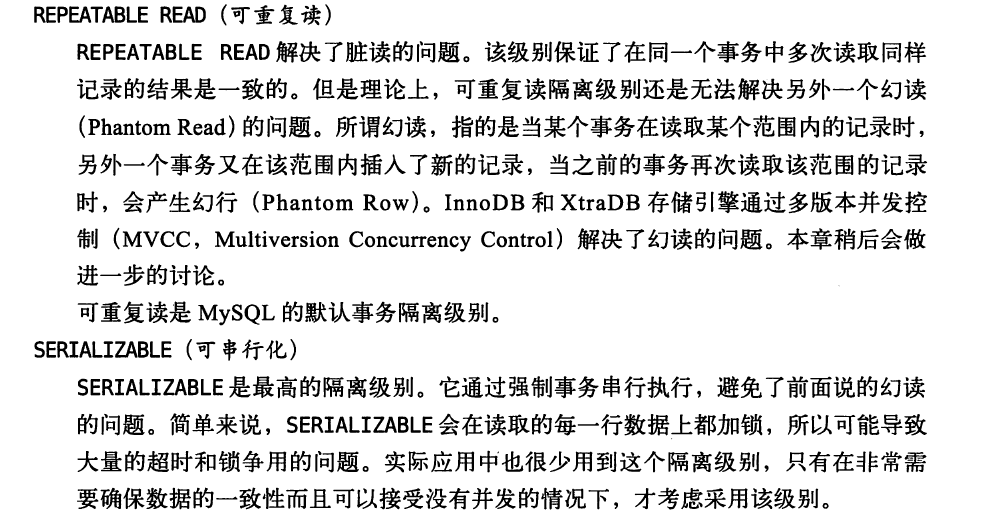 REPEATABLE READ（可重复读）
REPEATABLE READ 解决了脏读的问题。该级别保证了在同一个事务中多次读取同样
记录的结果是一致的。但是理论上，可重复读隔离级别还是无法解决另外一个幻读
（Phantom Read）的问题。所谓幻读，指的是当某个事务在读取某个范围内的记录时，
另外一个事务又在该范围内插入了新的记录，当之前的事务再次读取该范围的记录
时，会产生幻行（Phantom Row）。InnoDB 和 XtraDB 存储引擎通过多版本并发控
制（MVCC，Multiversion Concurrency Control）解决了幻读的问题。本章稍后会做
进一步的讨论。
可重复读是 MySQL 的默认事务隔离级别。
SERIALIZABLE（可串行化）
SERIALIZABLE 是最高的隔离级别。它通过强制事务串行执行，避免了前面说的幻读
的问题。简单来说，SERIALIZABLE 会在读取的每一行数据上都加锁，所以可能导致
大量的超时和锁争用的问题。实际应用中也很少用到这个隔离级别，只有在非常需
要确保数据的一致性而且可以接受没有并发的情况下，才考虑采用该级别。